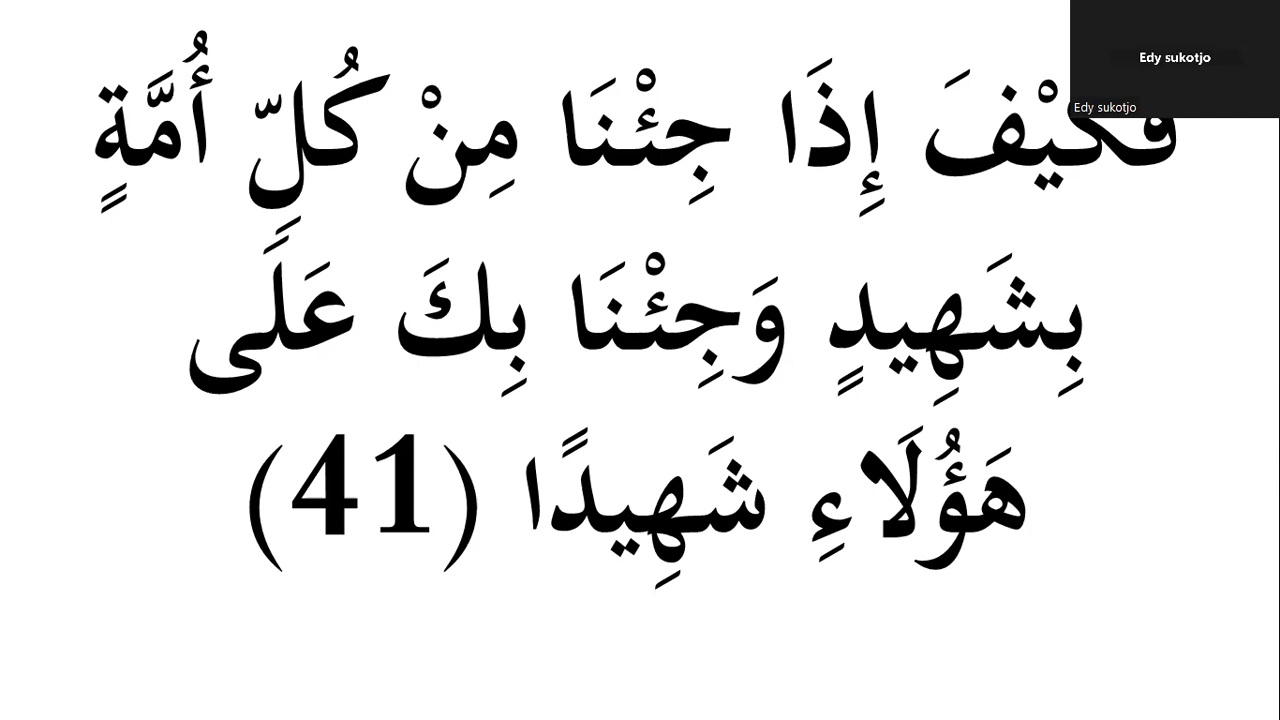 Edy sukotjo
Edy sukotjo
فَكَيْفَ إِذَا جِئْنَا مِنْ كُلِّ أُمَّةٍ
بِشَهِيدٍ وَجِئْنَا بِكَ عَلَى
هَؤُلَاءِ شَهِيدًا (41)